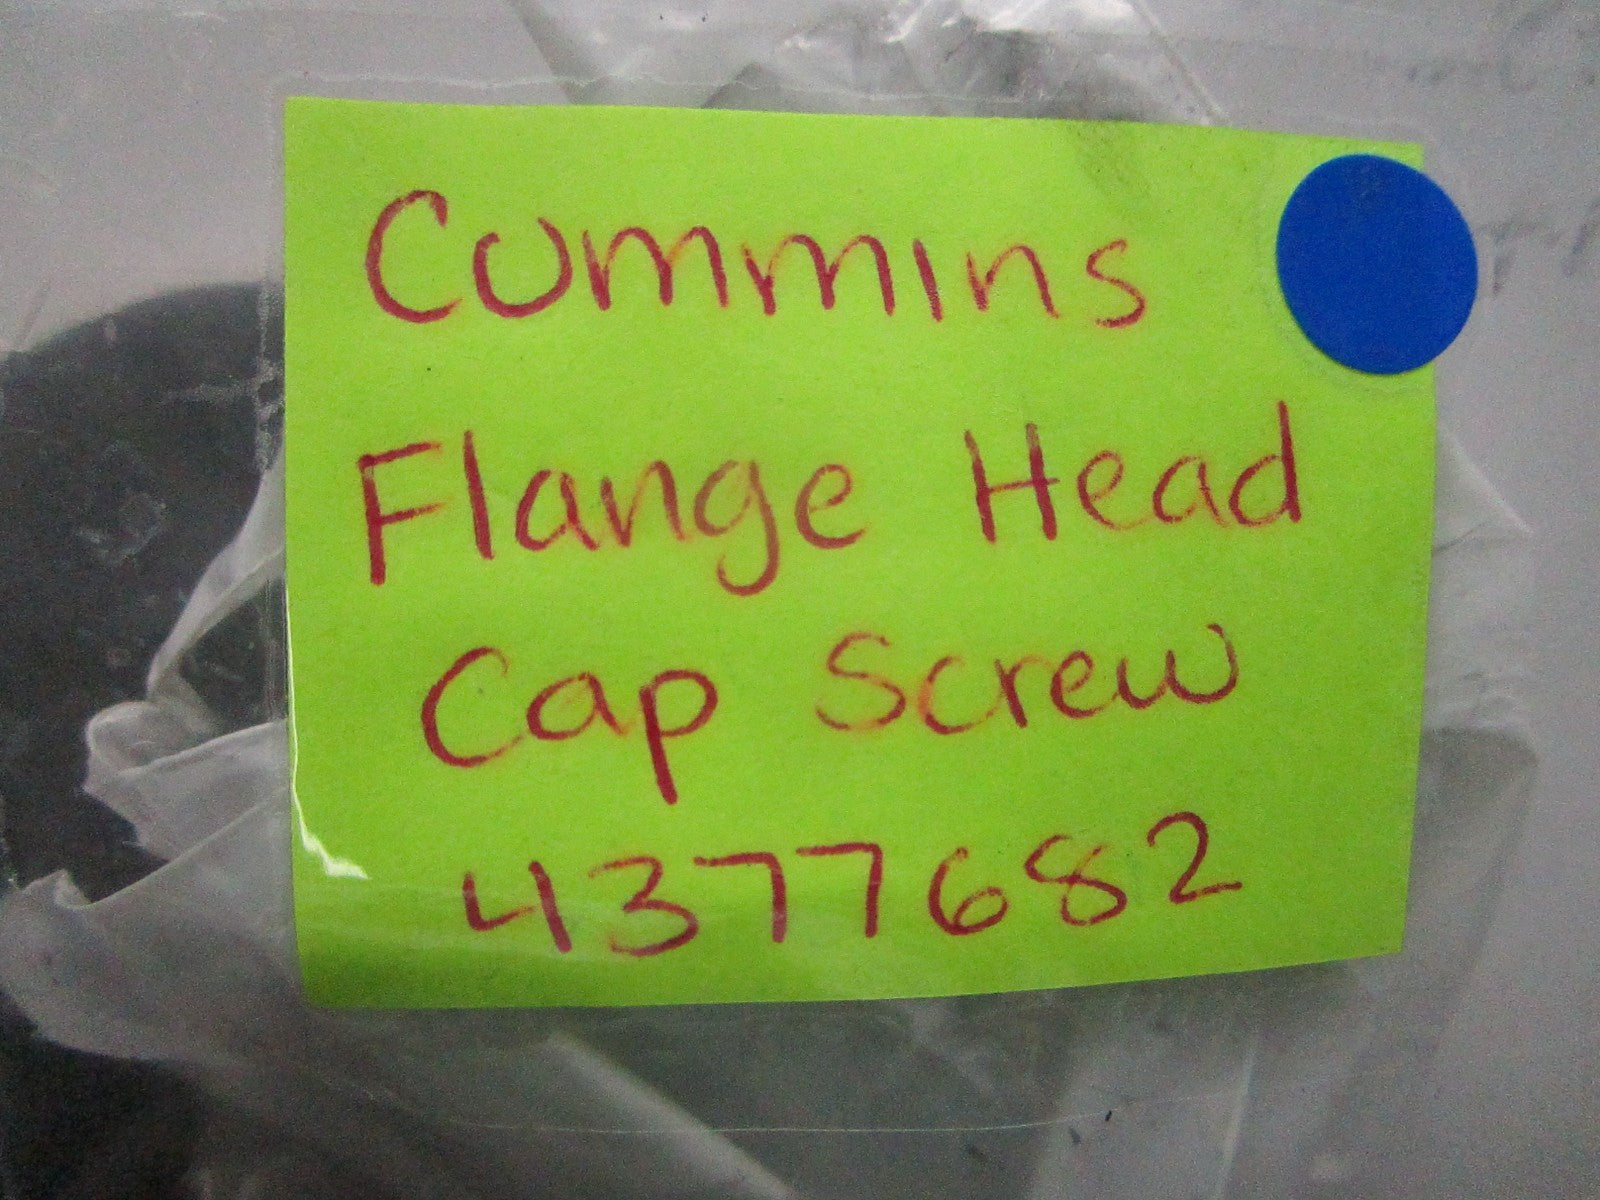 Cummins
Flange Head
Cap Screw
4377682